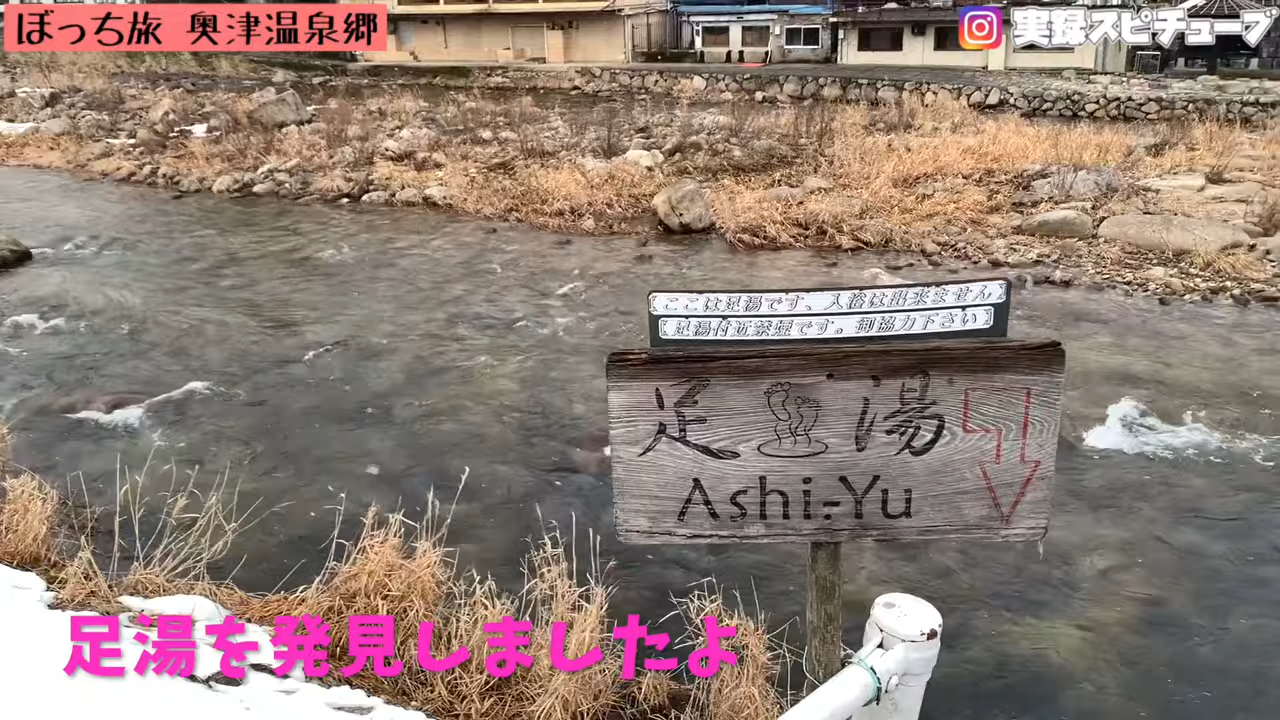 ぼっち旅 奥津温泉郷
実録スピチューブ
ここは足湯です、入浴は出来ません
足湯付近禁煙です。御協力下さい
足湯
Ashi-Yu
足湯を発見しましたよ